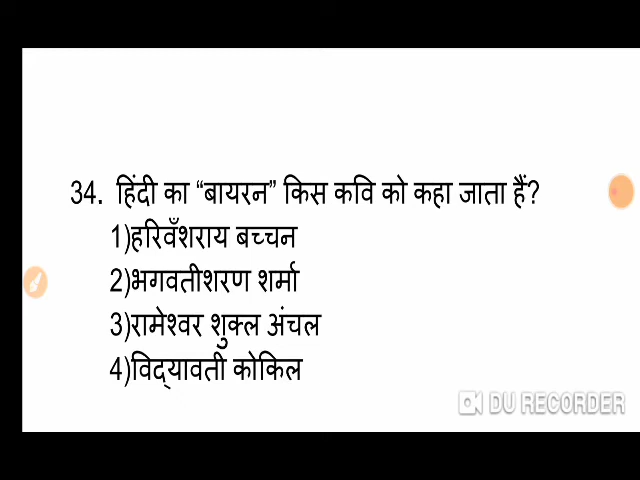 34. हिंदी का “बायरन” किस कवि को कहा जाता हैं?
1)हरिवँशराय बच्चन
2)भगवतीशरण शर्मा
3)रामेश्वर शुक्ल अंचल
4)विद्यावती कोकिल
DU RECORDER